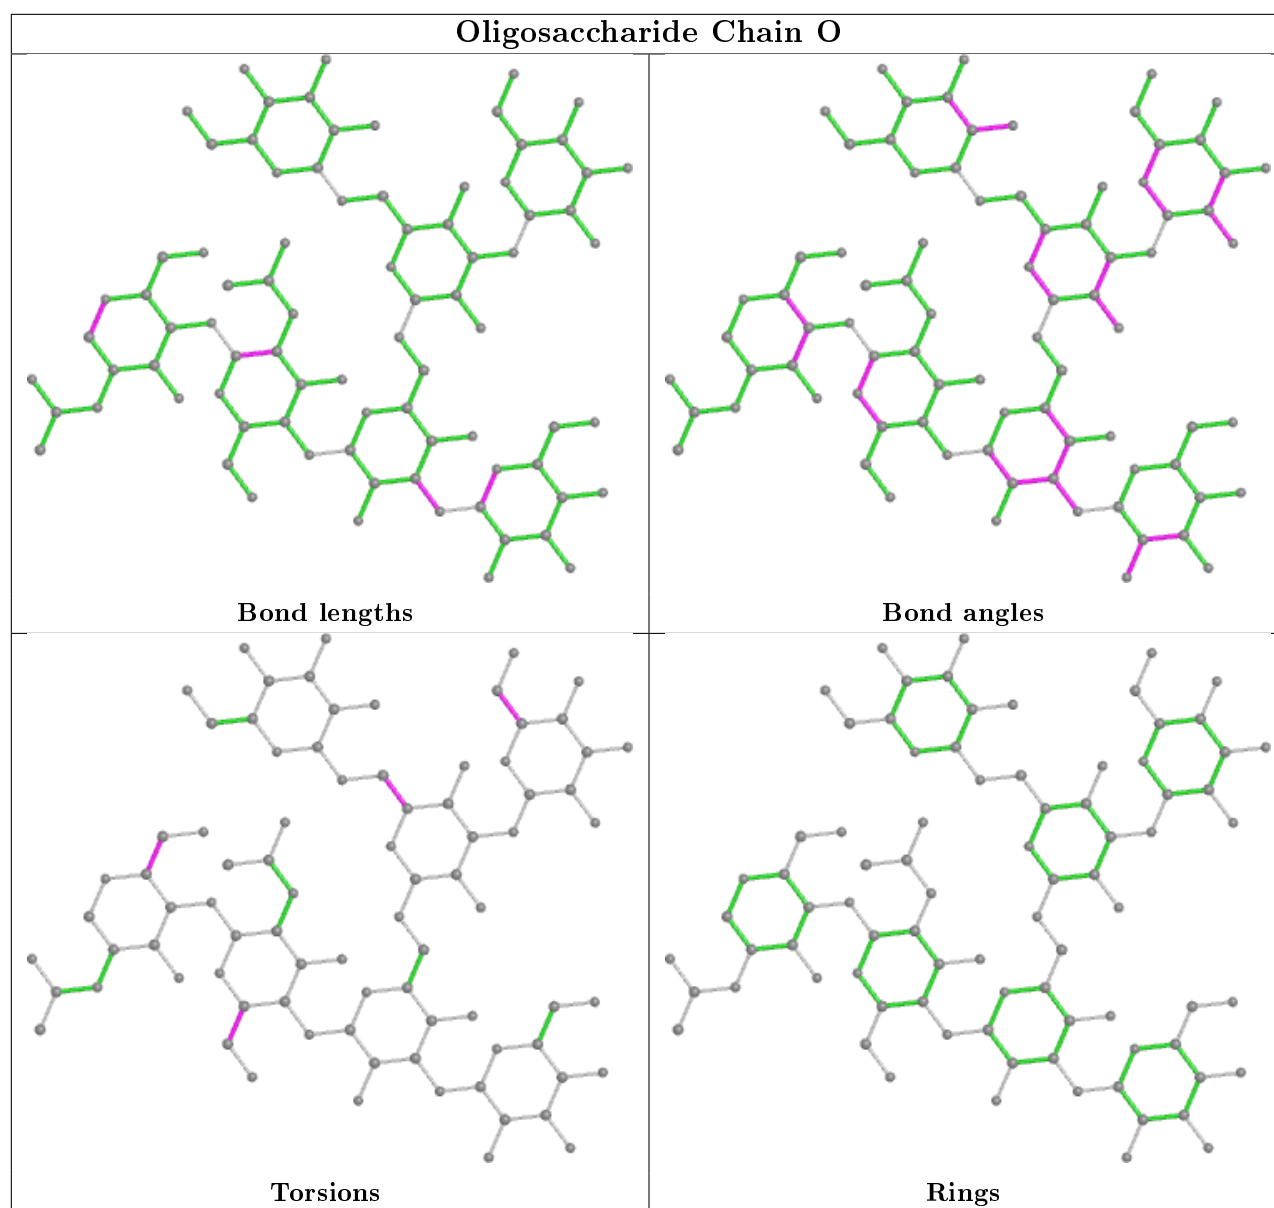 Oligosaccharide Chain O
Bond lengths
Bond angles
Torsions
Rings